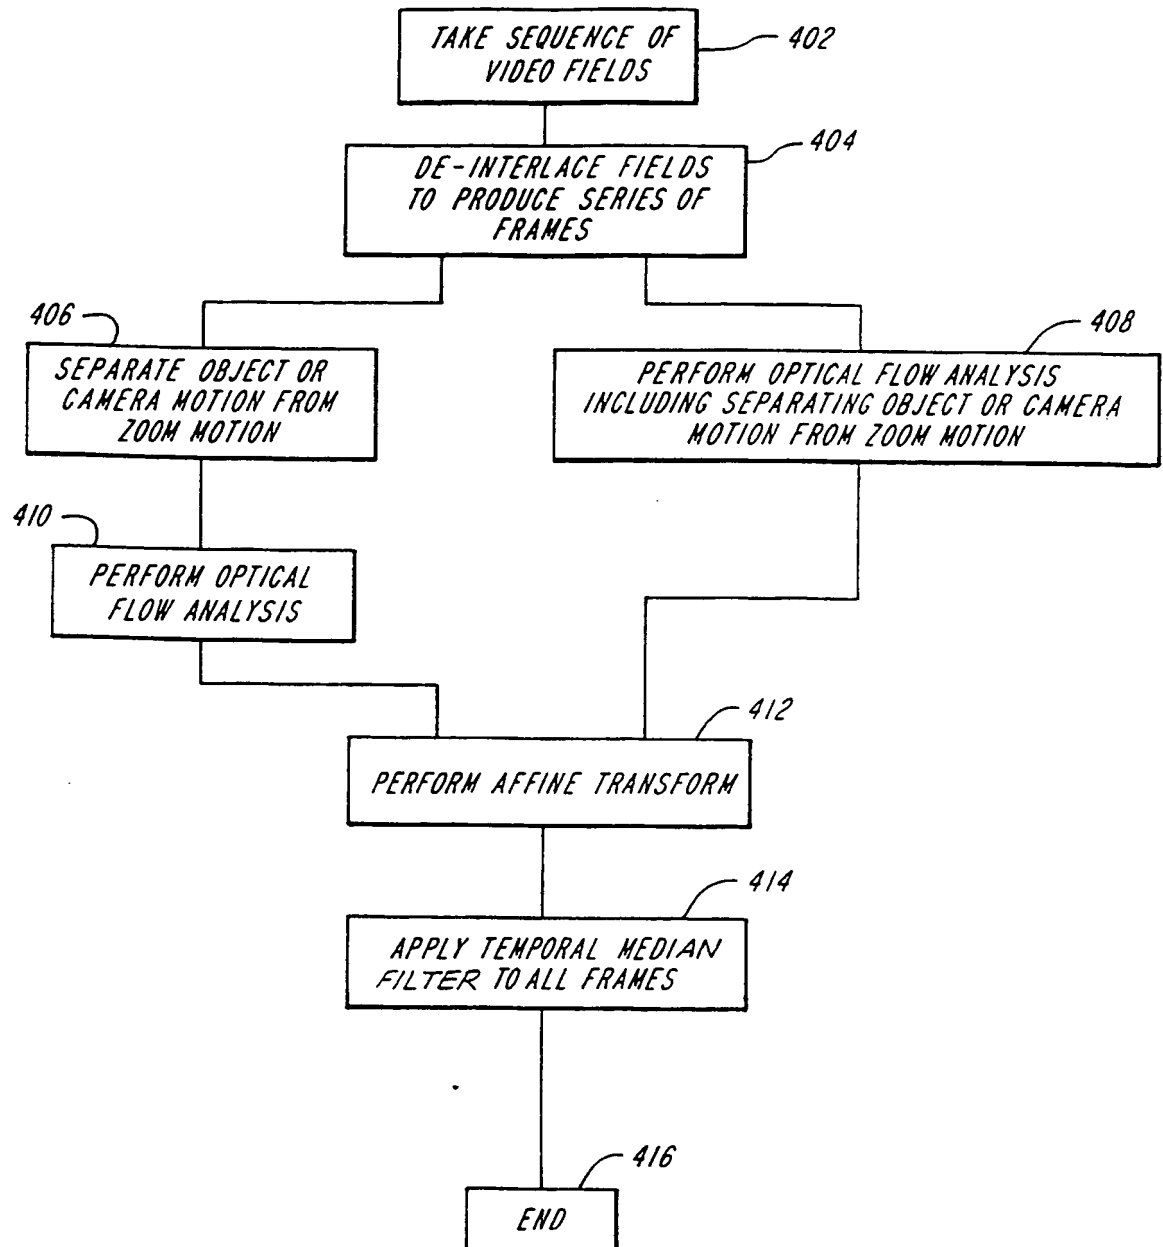 TAKE SEQUENCE OF
VIDEO FIELDS
402
DE-INTERLACE FIELDS
TO PRODUCE SERIES OF
FRAMES
404
406
SEPARATE OBJECT OR
CAMERA MOTION FROM
ZOOM MOTION
408
PERFORM OPTICAL FLOW ANALYSIS
INCLUDING SEPARATING OBJECT OR CAMERA
MOTION FROM ZOOM MOTION
410
PERFORM OPTICAL
FLOW ANALYSIS
412
PERFORM AFFINE TRANSFORM
414
APPLY TEMPORAL MEDIAN
FILTER TO ALL FRAMES
416
END